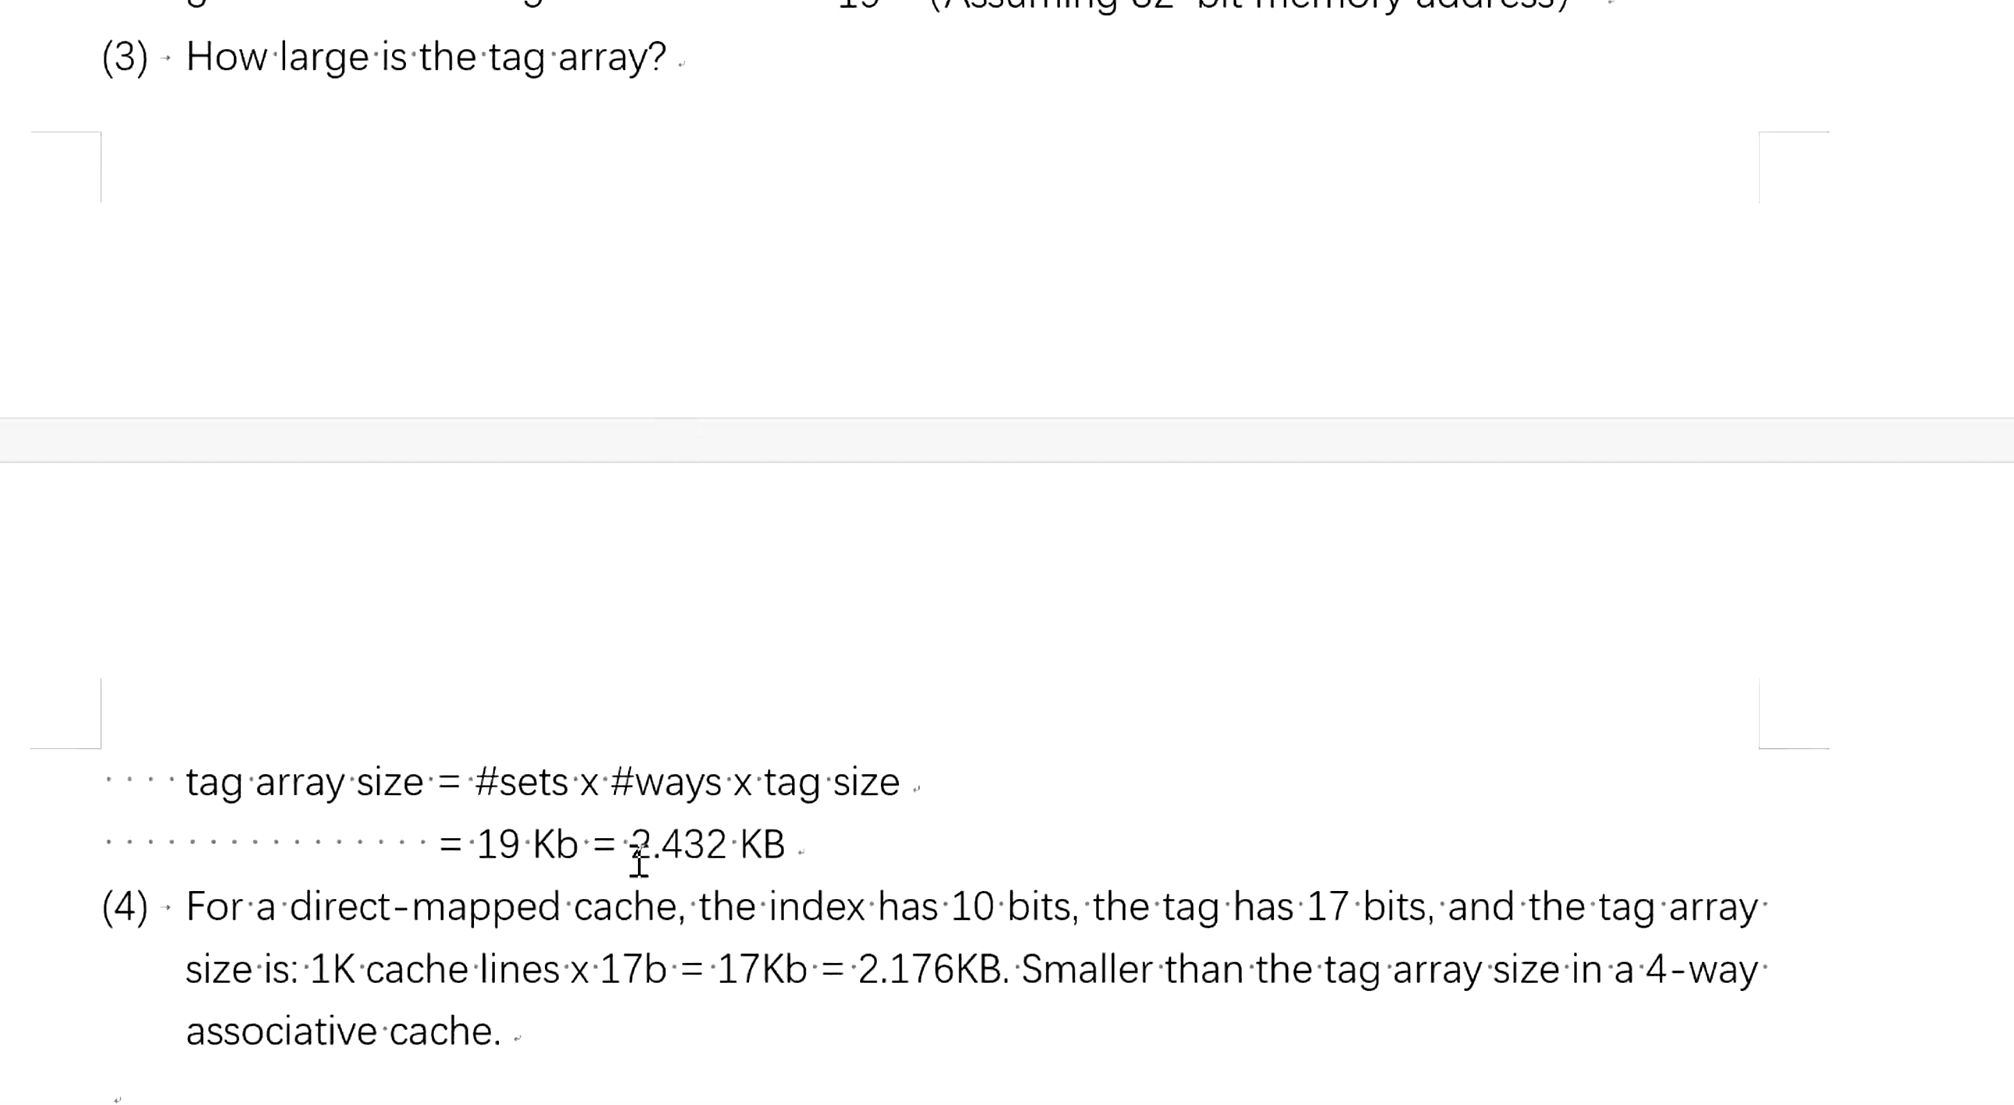 19 (Assuming 32-bit memory address)
(3) How large is the tag array?
tag array size = #sets x #ways x tag size
= 19 Kb = 2.432 KB
(4) For a direct-mapped cache, the index has 10 bits, the tag has 17 bits, and the tag array
size is: 1K cache lines x 17b = 17Kb = 2.176KB. Smaller than the tag array size in a 4-way
associative cache.